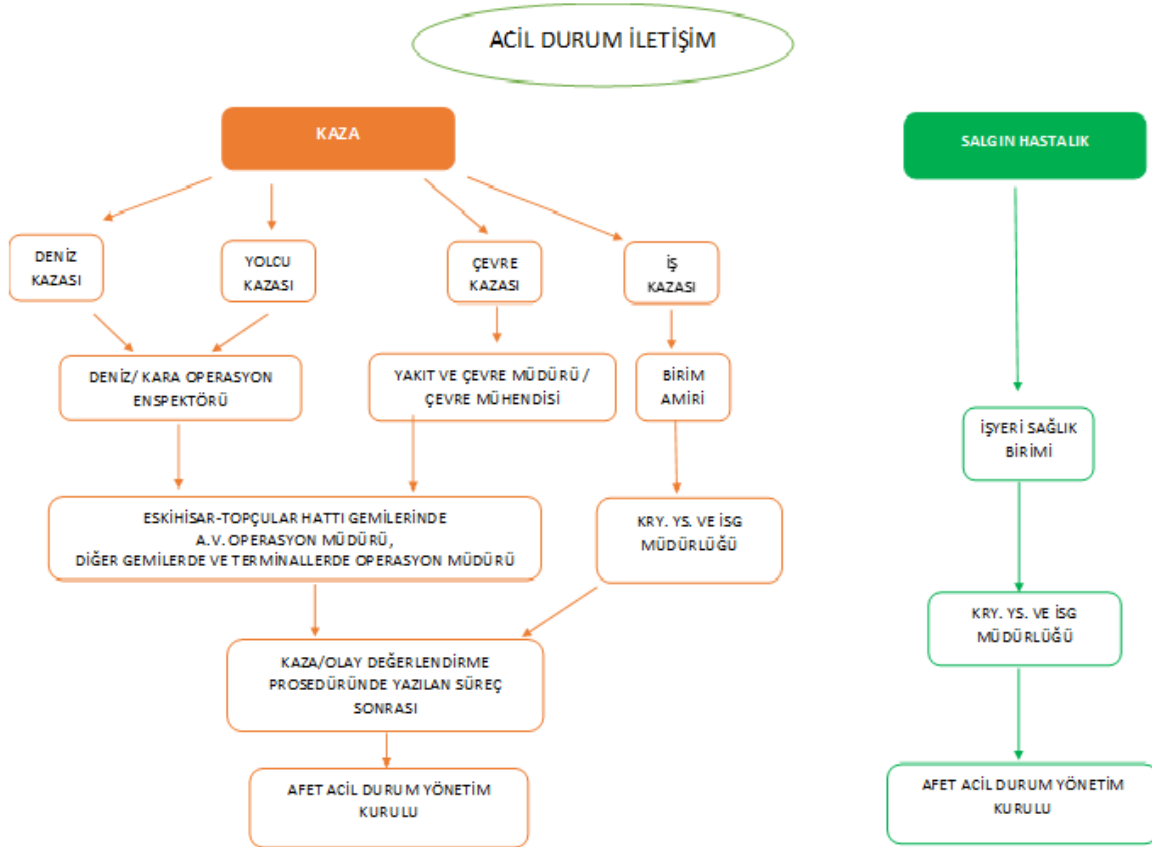 ACİL DURUM İLETİŞİM
KAZA
SALGIN HASTALIK
DENİZ
KAZASI
YOLCU
KAZASI
ÇEVRE
KAZASI
İŞ
KAZASI
DENİZ/ KARA OPERASYON
ENSPEKTÖRÜ
YAKIT VE ÇEVRE MÜDÜRÜ /
ÇEVRE MÜHENDİSİ
BİRİM
AMİRİ
İŞYERİ SAĞLIK
BİRİMİ
ESKİHİSAR-TOPÇULAR HATTI GEMİLERİNDE
A.V. OPERASYON MÜDÜRÜ,
DİĞER GEMİLERDE VE TERMİNALLERDE OPERASYON MÜDÜRÜ
KRY. YS. VE İSG
MÜDÜRLÜĞÜ
KRY. YS. VE İSG
MÜDÜRLÜĞÜ
KAZA/OLAY DEĞERLENDİRME
PROSEDÜRÜNDE YAZILAN SÜREÇ
SONRASI
AFET ACİL DURUM YÖNETİM
KURULU
AFET ACİL DURUM YÖNETİM
KURULU